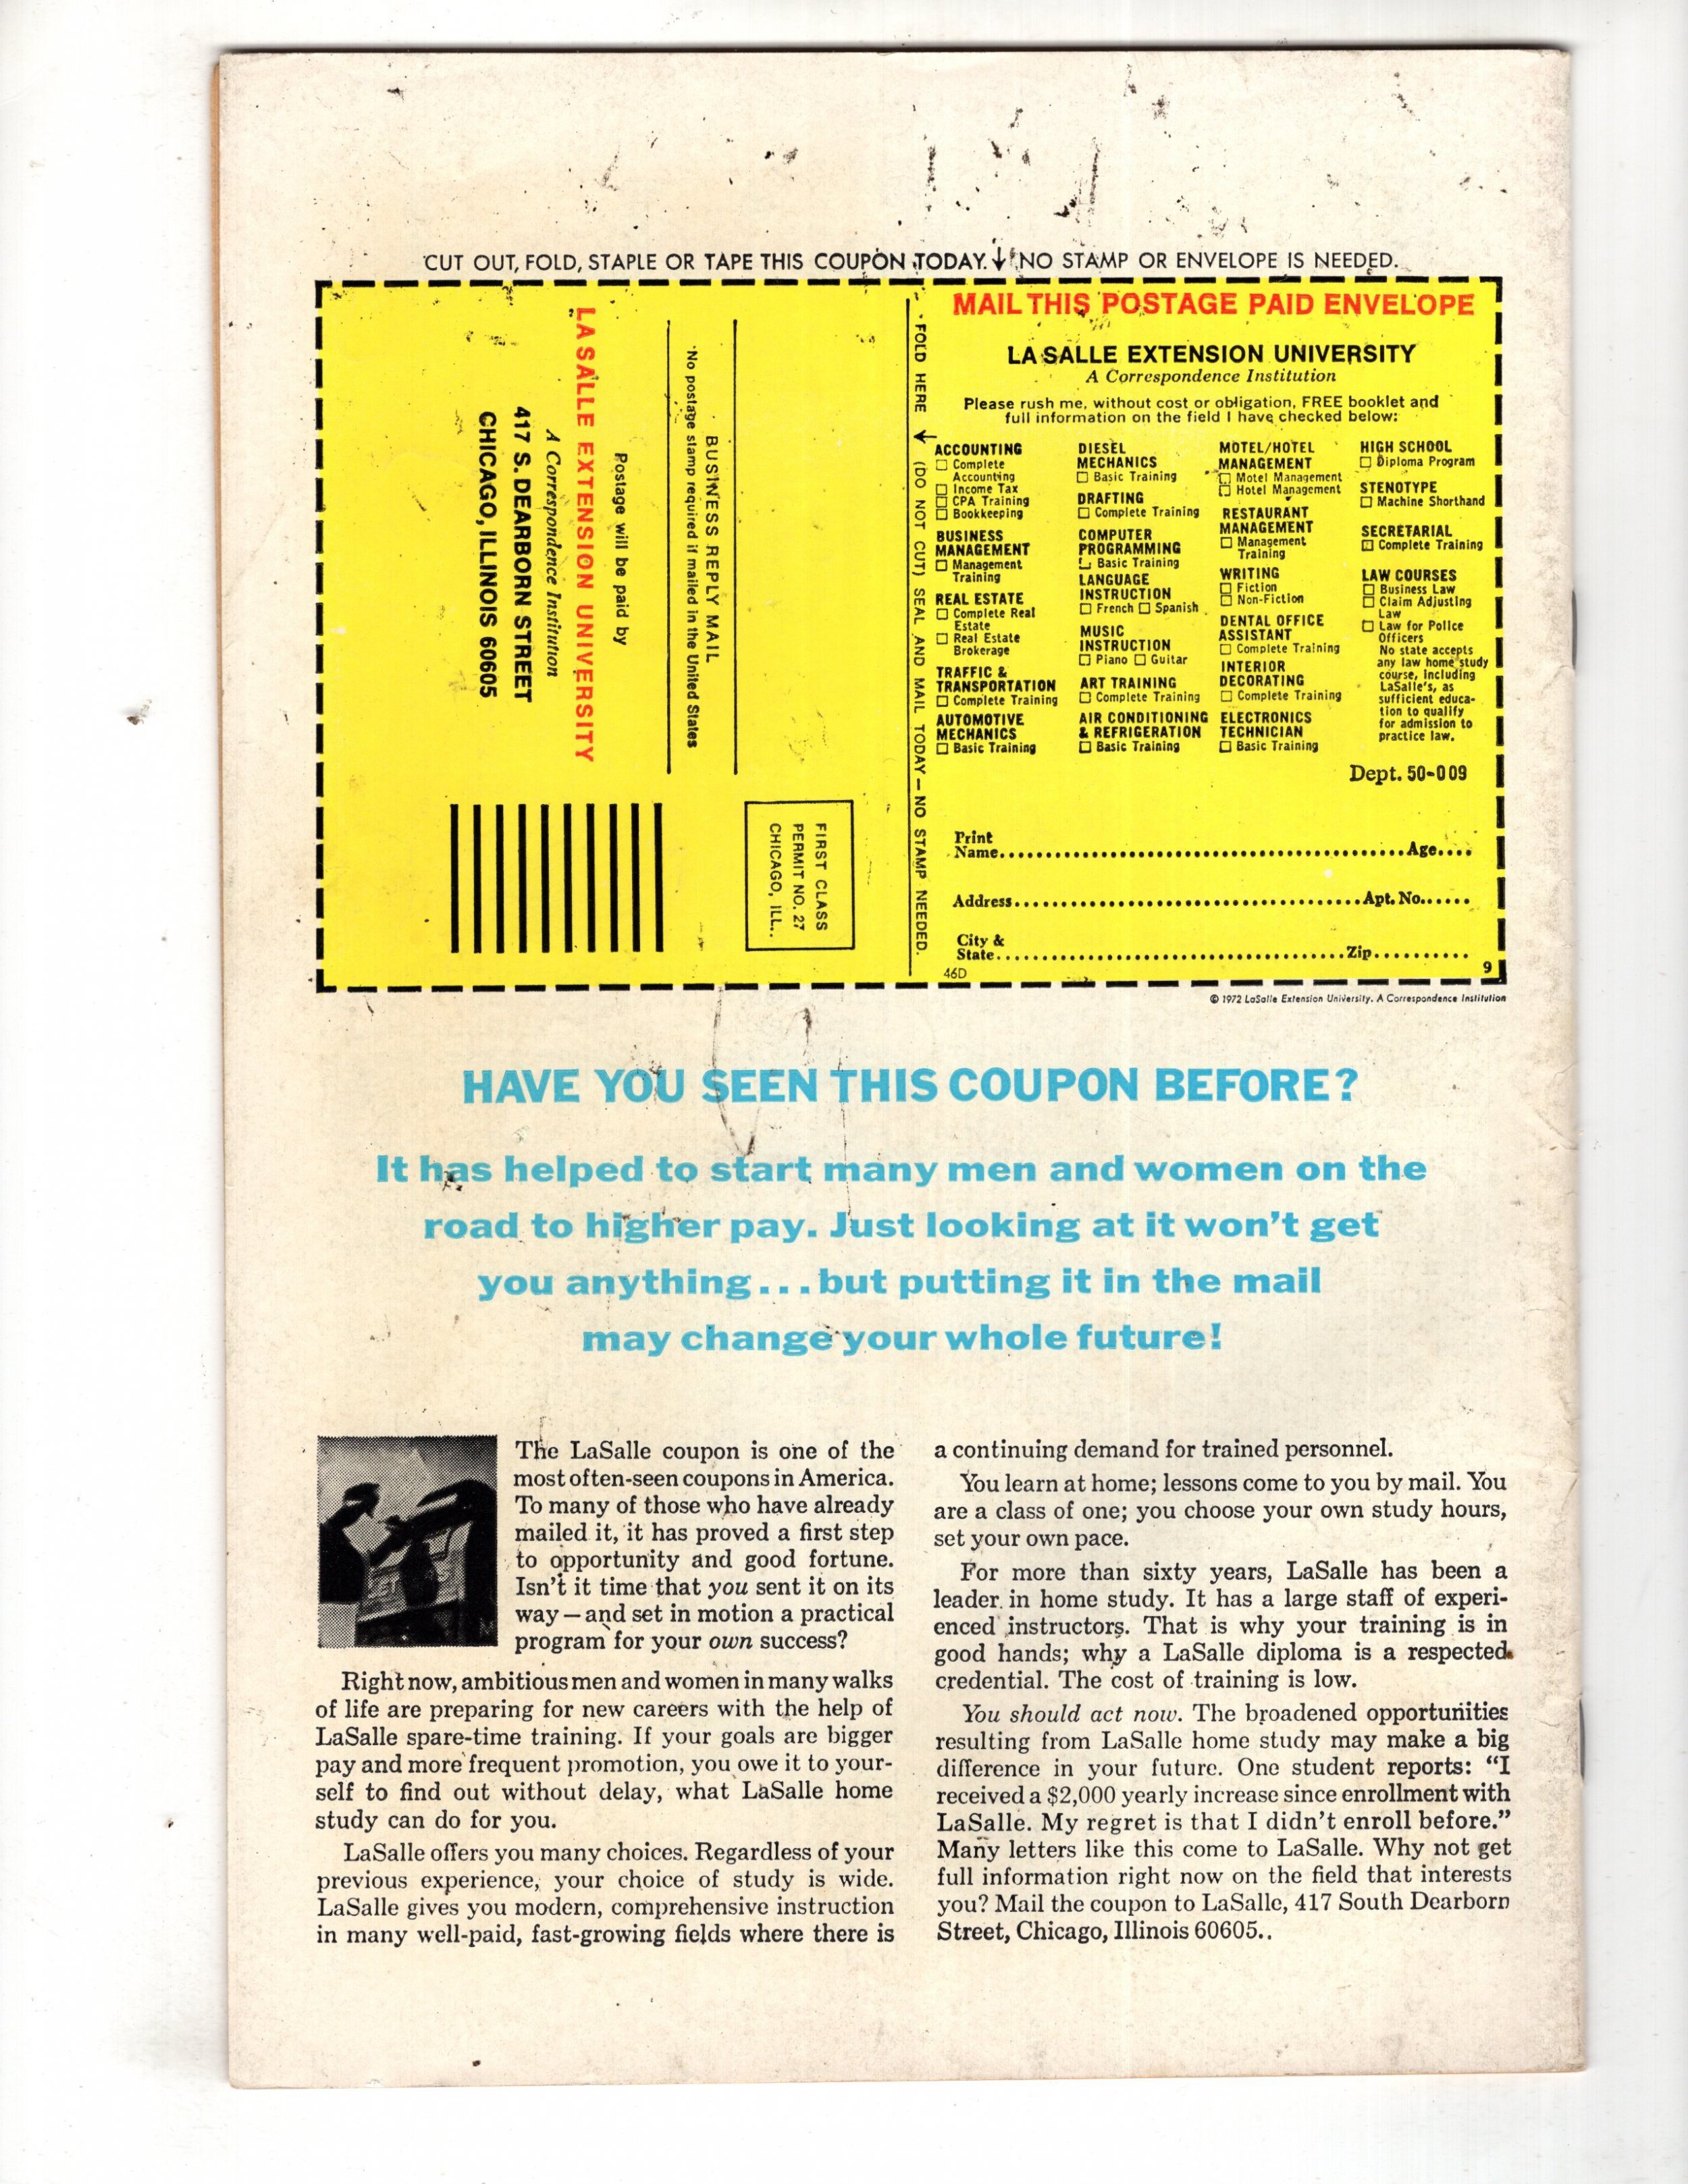 CUT OUT, FOLD, STAPLE OR TAPE THIS COUPON TODAY. ↓ NO STAMP OR ENVELOPE IS NEEDED.
LA SALLE EXTENSION UNIVERSITY
A Correspondence Institution
417 S. DEARBORN STREET
CHICAGO, ILLINOIS 60605
Postage will be paid by
No postage stamp required if mailed in the United States
BUSINESS REPLY MAIL
FIRST CLASS
PERMIT NO. 27
CHICAGO, ILL..
FOLD HERE ↓ (DO NOT CUT) SEAL AND MAIL TODAY — NO STAMP NEEDED.
MAIL THIS POSTAGE PAID ENVELOPE
LA SALLE EXTENSION UNIVERSITY
A Correspondence Institution
Please rush me, without cost or obligation, FREE booklet and
full information on the field I have checked below:
ACCOUNTING
☐ Complete
Accounting
☐ Income Tax
☐ CPA Training
☐ Bookkeeping
BUSINESS
MANAGEMENT
☐ Management
Training
REAL ESTATE
☐ Complete Real
Estate
☐ Real Estate
Brokerage
TRAFFIC &
TRANSPORTATION
☐ Complete Training
AUTOMOTIVE
MECHANICS
☐ Basic Training
DIESEL
MECHANICS
☐ Basic Training
DRAFTING
☐ Complete Training
COMPUTER
PROGRAMMING
☐ Basic Training
LANGUAGE
INSTRUCTION
☐ French ☐ Spanish
MUSIC
INSTRUCTION
☐ Piano ☐ Guitar
ART TRAINING
☐ Complete Training
AIR CONDITIONING
& REFRIGERATION
☐ Basic Training
MOTEL/HOTEL
MANAGEMENT
☐ Motel Management
☐ Hotel Management
RESTAURANT
MANAGEMENT
☐ Management
Training
WRITING
☐ Fiction
☐ Non-Fiction
DENTAL OFFICE
ASSISTANT
☐ Complete Training
INTERIOR
DECORATING
☐ Complete Training
ELECTRONICS
TECHNICIAN
☐ Basic Training
HIGH SCHOOL
☐ Diploma Program
STENOTYPE
☐ Machine Shorthand
SECRETARIAL
☐ Complete Training
LAW COURSES
☐ Business Law
☐ Claim Adjusting
Law
☐ Law for Police
Officers
No state accepts
any law home study
course, including
LaSalle's, as
sufficient educa-
tion to qualify
for admission to
practice law.
Dept. 50-009
Print
Name.............................................Age....
Address......................................Apt. No......
City &
State......................................Zip..........
46D
9
© 1972 LaSalle Extension University. A Correspondence Institution
HAVE YOU SEEN THIS COUPON BEFORE?
It has helped to start many men and women on the
road to higher pay. Just looking at it won't get
you anything...but putting it in the mail
may change your whole future!
The LaSalle coupon is one of the
most often-seen coupons in America.
To many of those who have already
mailed it, it has proved a first step
to opportunity and good fortune.
Isn't it time that you sent it on its
way—and set in motion a practical
program for your own success?
Right now, ambitious men and women in many walks
of life are preparing for new careers with the help of
LaSalle spare-time training. If your goals are bigger
pay and more frequent promotion, you owe it to your-
self to find out without delay, what LaSalle home
study can do for you.
LaSalle offers you many choices. Regardless of your
previous experience, your choice of study is wide.
LaSalle gives you modern, comprehensive instruction
in many well-paid, fast-growing fields where there is
a continuing demand for trained personnel.
You learn at home; lessons come to you by mail. You
are a class of one; you choose your own study hours,
set your own pace.
For more than sixty years, LaSalle has been a
leader in home study. It has a large staff of experi-
enced instructors. That is why your training is in
good hands; why a LaSalle diploma is a respected
credential. The cost of training is low.
You should act now. The broadened opportunities
resulting from LaSalle home study may make a big
difference in your future. One student reports: "I
received a $2,000 yearly increase since enrollment with
LaSalle. My regret is that I didn't enroll before."
Many letters like this come to LaSalle. Why not get
full information right now on the field that interests
you? Mail the coupon to LaSalle, 417 South Dearborn
Street, Chicago, Illinois 60605..